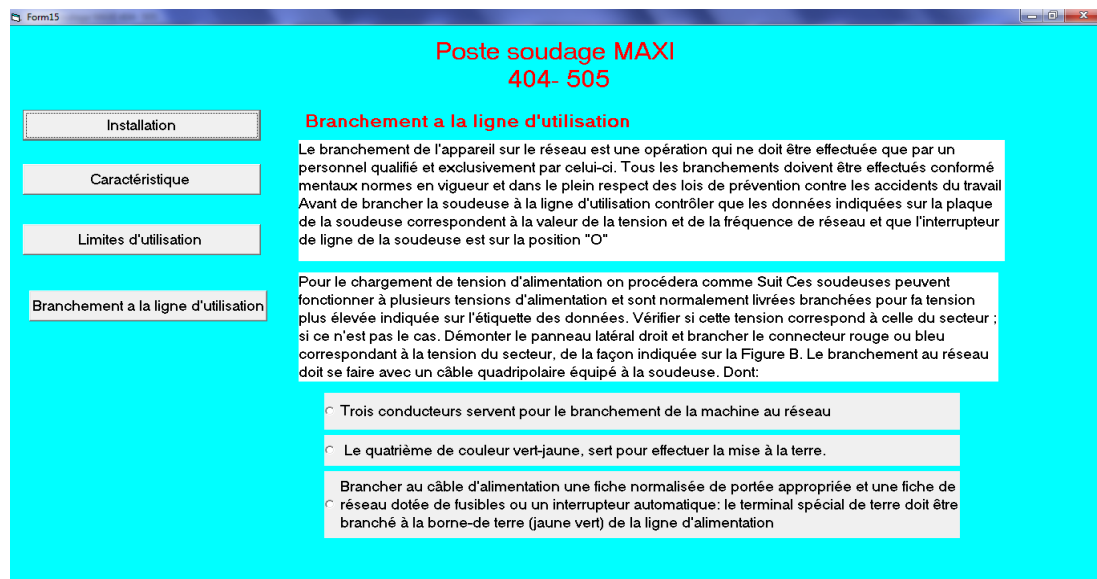 Form15
Poste soudage MAXI
404- 505
Installation
Caractéristique
Limites d'utilisation
Branchement a la ligne d'utilisation
Branchement a la ligne d'utilisation
Le branchement de l'appareil sur le réseau est une opération qui ne doit être effectuée que par un
personnel qualifié et exclusivement par celui-ci. Tous les branchements doivent être effectués conformé
mentaux normes en vigueur et dans le plein respect des lois de prévention contre les accidents du travail
Avant de brancher la soudeuse à la ligne d'utilisation contrôler que les données indiquées sur la plaque
de la soudeuse correspondent à la valeur de la tension et de la fréquence de réseau et que l'interrupteur
de ligne de la soudeuse est sur la position "O"
Pour le chargement de tension d'alimentation on procédera comme Suit Ces soudeuses peuvent
fonctionner à plusieurs tensions d'alimentation et sont normalement livrées branchées pour fa tension
plus élevée indiquée sur l'étiquette des données. Vérifier si cette tension correspond à celle du secteur ;
si ce n'est pas le cas. Démonter le panneau latéral droit et brancher le connecteur rouge ou bleu
correspondant à la tension du secteur, de la façon indiquée sur la Figure B. Le branchement au réseau
doit se faire avec un câble quadripolaire équipé à la soudeuse. Dont:
Trois conducteurs servent pour le branchement de la machine au réseau
Le quatrième de couleur vert-jaune, sert pour effectuer la mise à la terre.
Brancher au câble d'alimentation une fiche normalisée de portée appropriée et une fiche de
réseau dotée de fusibles ou un interrupteur automatique: le terminal spécial de terre doit être
branché à la borne-de terre (jaune vert) de la ligne d'alimentation